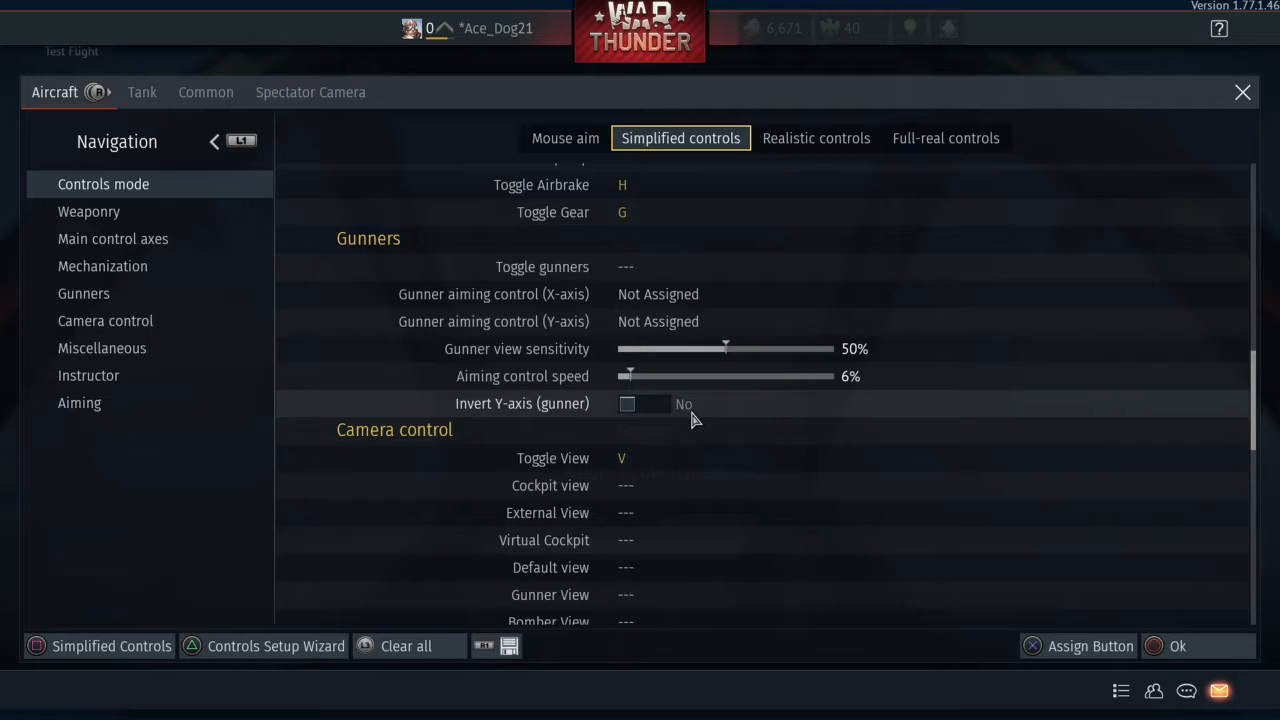 Version 1.77.1.46
0 *Ace_Dog21
WAR THUNDER
6,671 40
?
Test Flight
Aircraft R Tank Common Spectator Camera
Navigation L1
Mouse aim Simplified controls Realistic controls Full-real controls
Controls mode
Weaponry
Main control axes
Mechanization
Gunners
Camera control
Miscellaneous
Instructor
Aiming
Toggle Airbrake H
Toggle Gear G
Gunners
Toggle gunners ---
Gunner aiming control (X-axis) Not Assigned
Gunner aiming control (Y-axis) Not Assigned
Gunner view sensitivity 50%
Aiming control speed 6%
Invert Y-axis (gunner) No
Camera control
Toggle View V
Cockpit view ---
External View ---
Virtual Cockpit ---
Default view ---
Gunner View ---
Bomber View ---
Simplified Controls Controls Setup Wizard L Clear all R1 Assign Button Ok